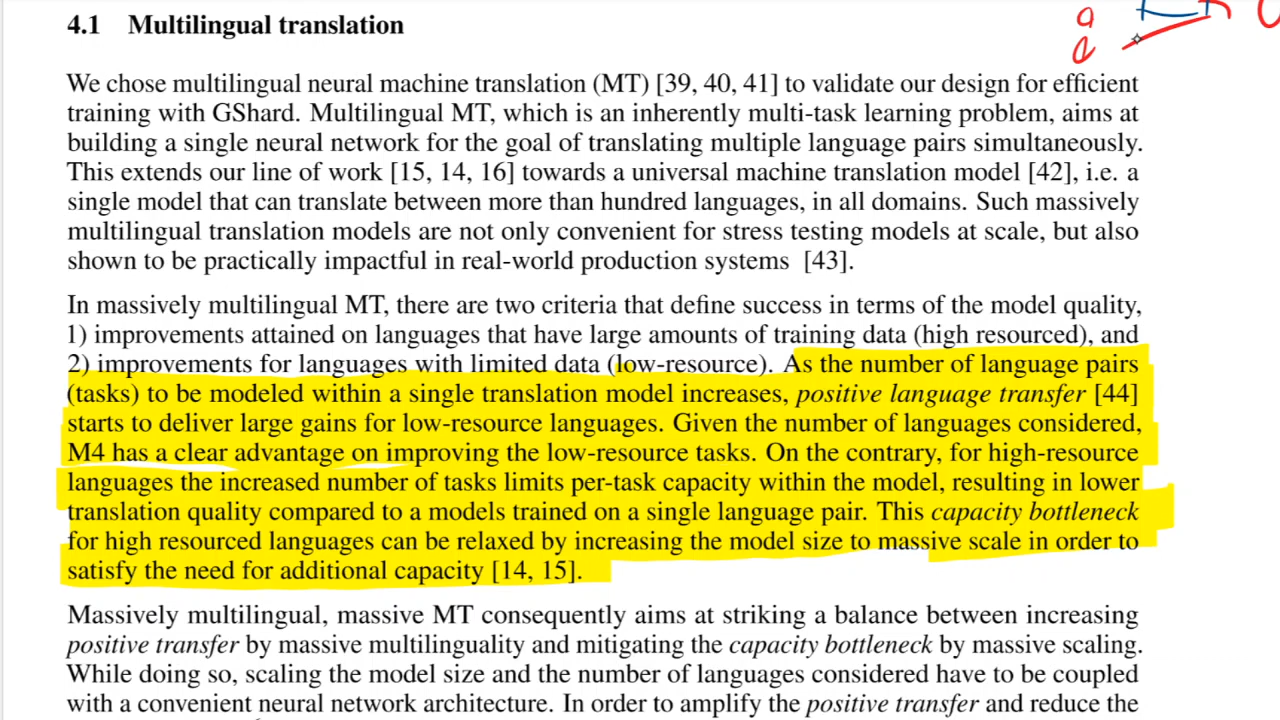 4.1 Multilingual translation
We chose multilingual neural machine translation (MT) [39, 40, 41] to validate our design for efficient
training with GShard. Multilingual MT, which is an inherently multi-task learning problem, aims at
building a single neural network for the goal of translating multiple language pairs simultaneously.
This extends our line of work [15, 14, 16] towards a universal machine translation model [42], i.e. a
single model that can translate between more than hundred languages, in all domains. Such massively
multilingual translation models are not only convenient for stress testing models at scale, but also
shown to be practically impactful in real-world production systems [43].
In massively multilingual MT, there are two criteria that define success in terms of the model quality,
1) improvements attained on languages that have large amounts of training data (high resourced), and
2) improvements for languages with limited data (low-resource). As the number of language pairs
(tasks) to be modeled within a single translation model increases, positive language transfer [44]
starts to deliver large gains for low-resource languages. Given the number of languages considered,
M4 has a clear advantage on improving the low-resource tasks. On the contrary, for high-resource
languages the increased number of tasks limits per-task capacity within the model, resulting in lower
translation quality compared to a models trained on a single language pair. This capacity bottleneck
for high resourced languages can be relaxed by increasing the model size to massive scale in order to
satisfy the need for additional capacity [14, 15].
Massively multilingual, massive MT consequently aims at striking a balance between increasing
positive transfer by massive multilinguality and mitigating the capacity bottleneck by massive scaling.
While doing so, scaling the model size and the number of languages considered have to be coupled
with a convenient neural network architecture. In order to amplify the positive transfer and reduce the